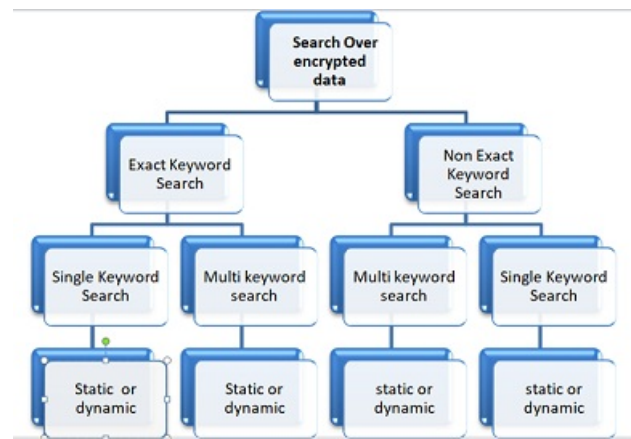 Search Over
encrypted
data
Exact Keyword
Search
Non Exact
Keyword
Search
Single Keyword
Search
Multi keyword
search
Multi keyword
search
Single Keyword
Search
Static or
dynamic
Static or
dynamic
static or
dynamic
static or
dynamic